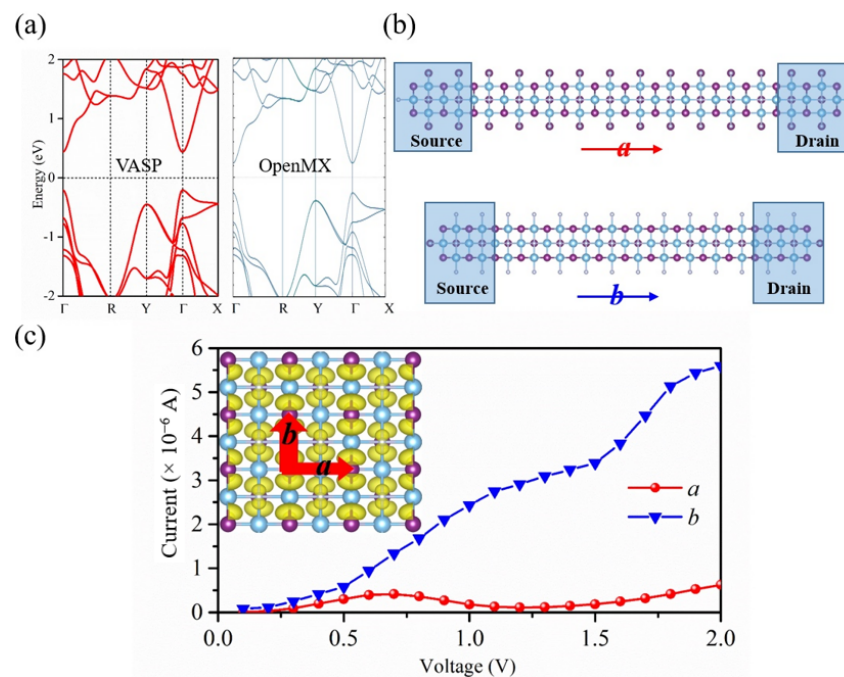 (a)
2
1
0
-1
-2
Energy (eV)
VASP
OpenMX
Γ R Y Γ X
Γ R Y Γ X
(b)
Source
a
Drain
Source
b
Drain
(c)
6
5
4
3
2
1
0
Current (× 10⁻⁶ A)
b
a
a
b
0.0 0.5 1.0 1.5 2.0
Voltage (V)